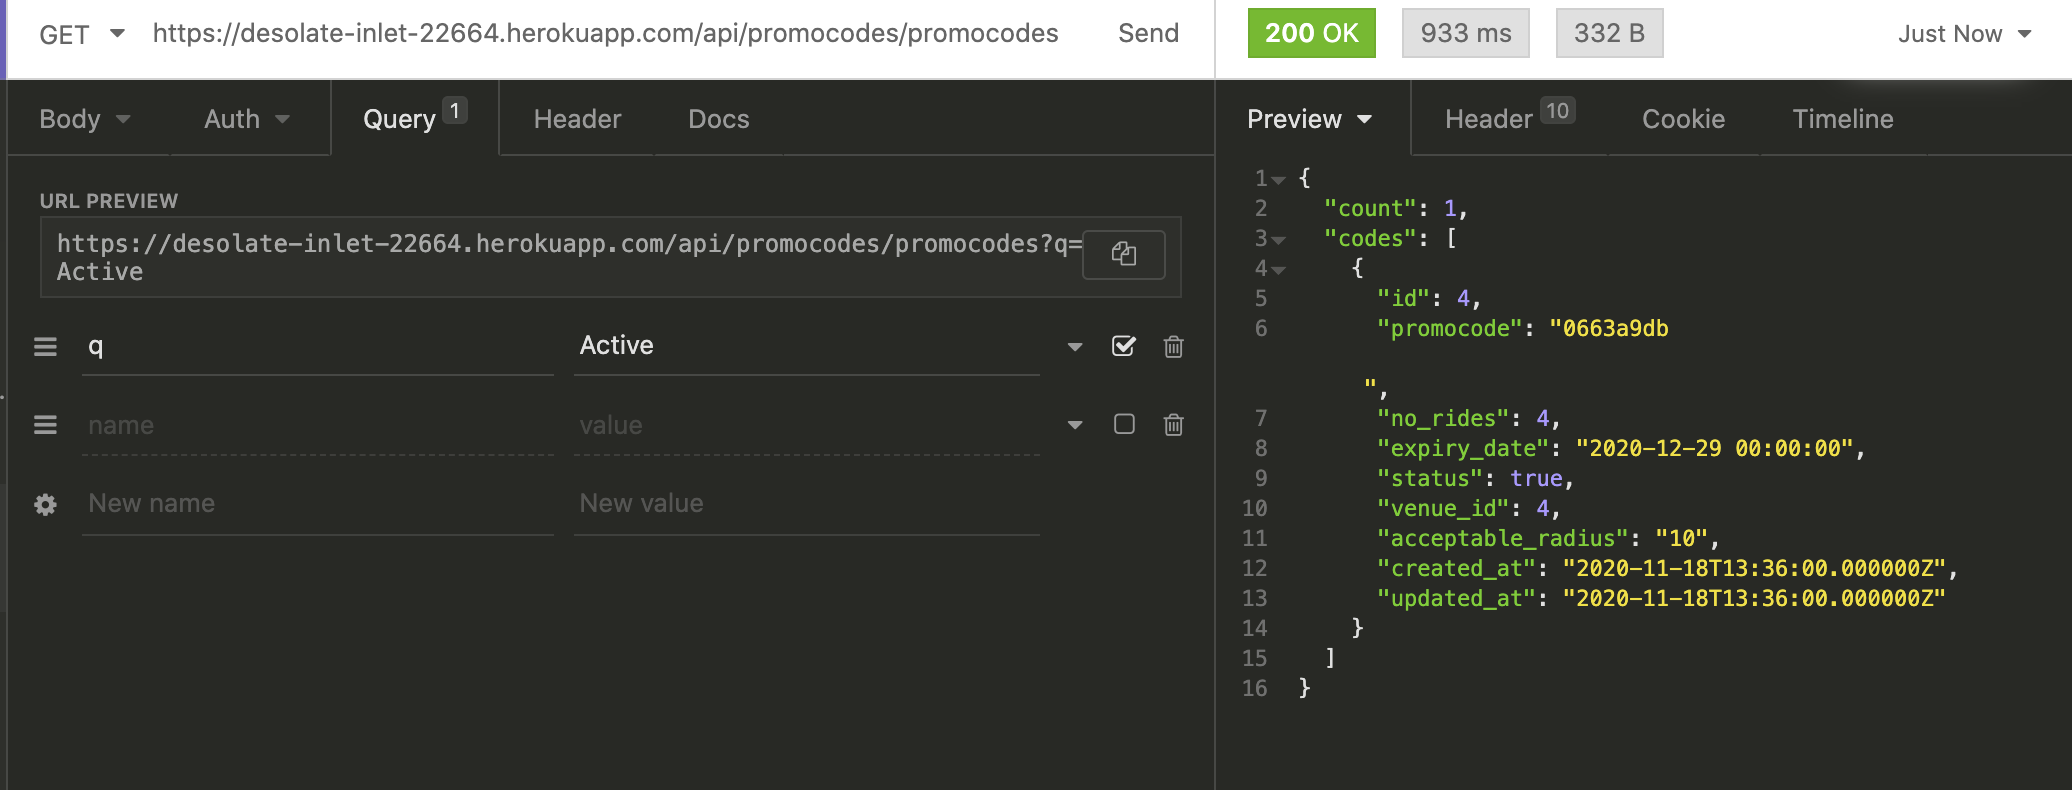 GET https://desolate-inlet-22664.herokuapp.com/api/promocodes/promocodes Send
200 OK 933 ms 332 B Just Now
Body Auth Query 1 Header Docs
URL PREVIEW
https://desolate-inlet-22664.herokuapp.com/api/promocodes/promocodes?q=
Active
q Active
name value
New name New value
Preview Header 10 Cookie Timeline
1 {
2 "count": 1,
3 "codes": [
4 {
5 "id": 4,
6 "promocode": "0663a9db
",
7 "no_rides": 4,
8 "expiry_date": "2020-12-29 00:00:00",
9 "status": true,
10 "venue_id": 4,
11 "acceptable_radius": "10",
12 "created_at": "2020-11-18T13:36:00.000000Z",
13 "updated_at": "2020-11-18T13:36:00.000000Z"
14 }
15 ]
16 }